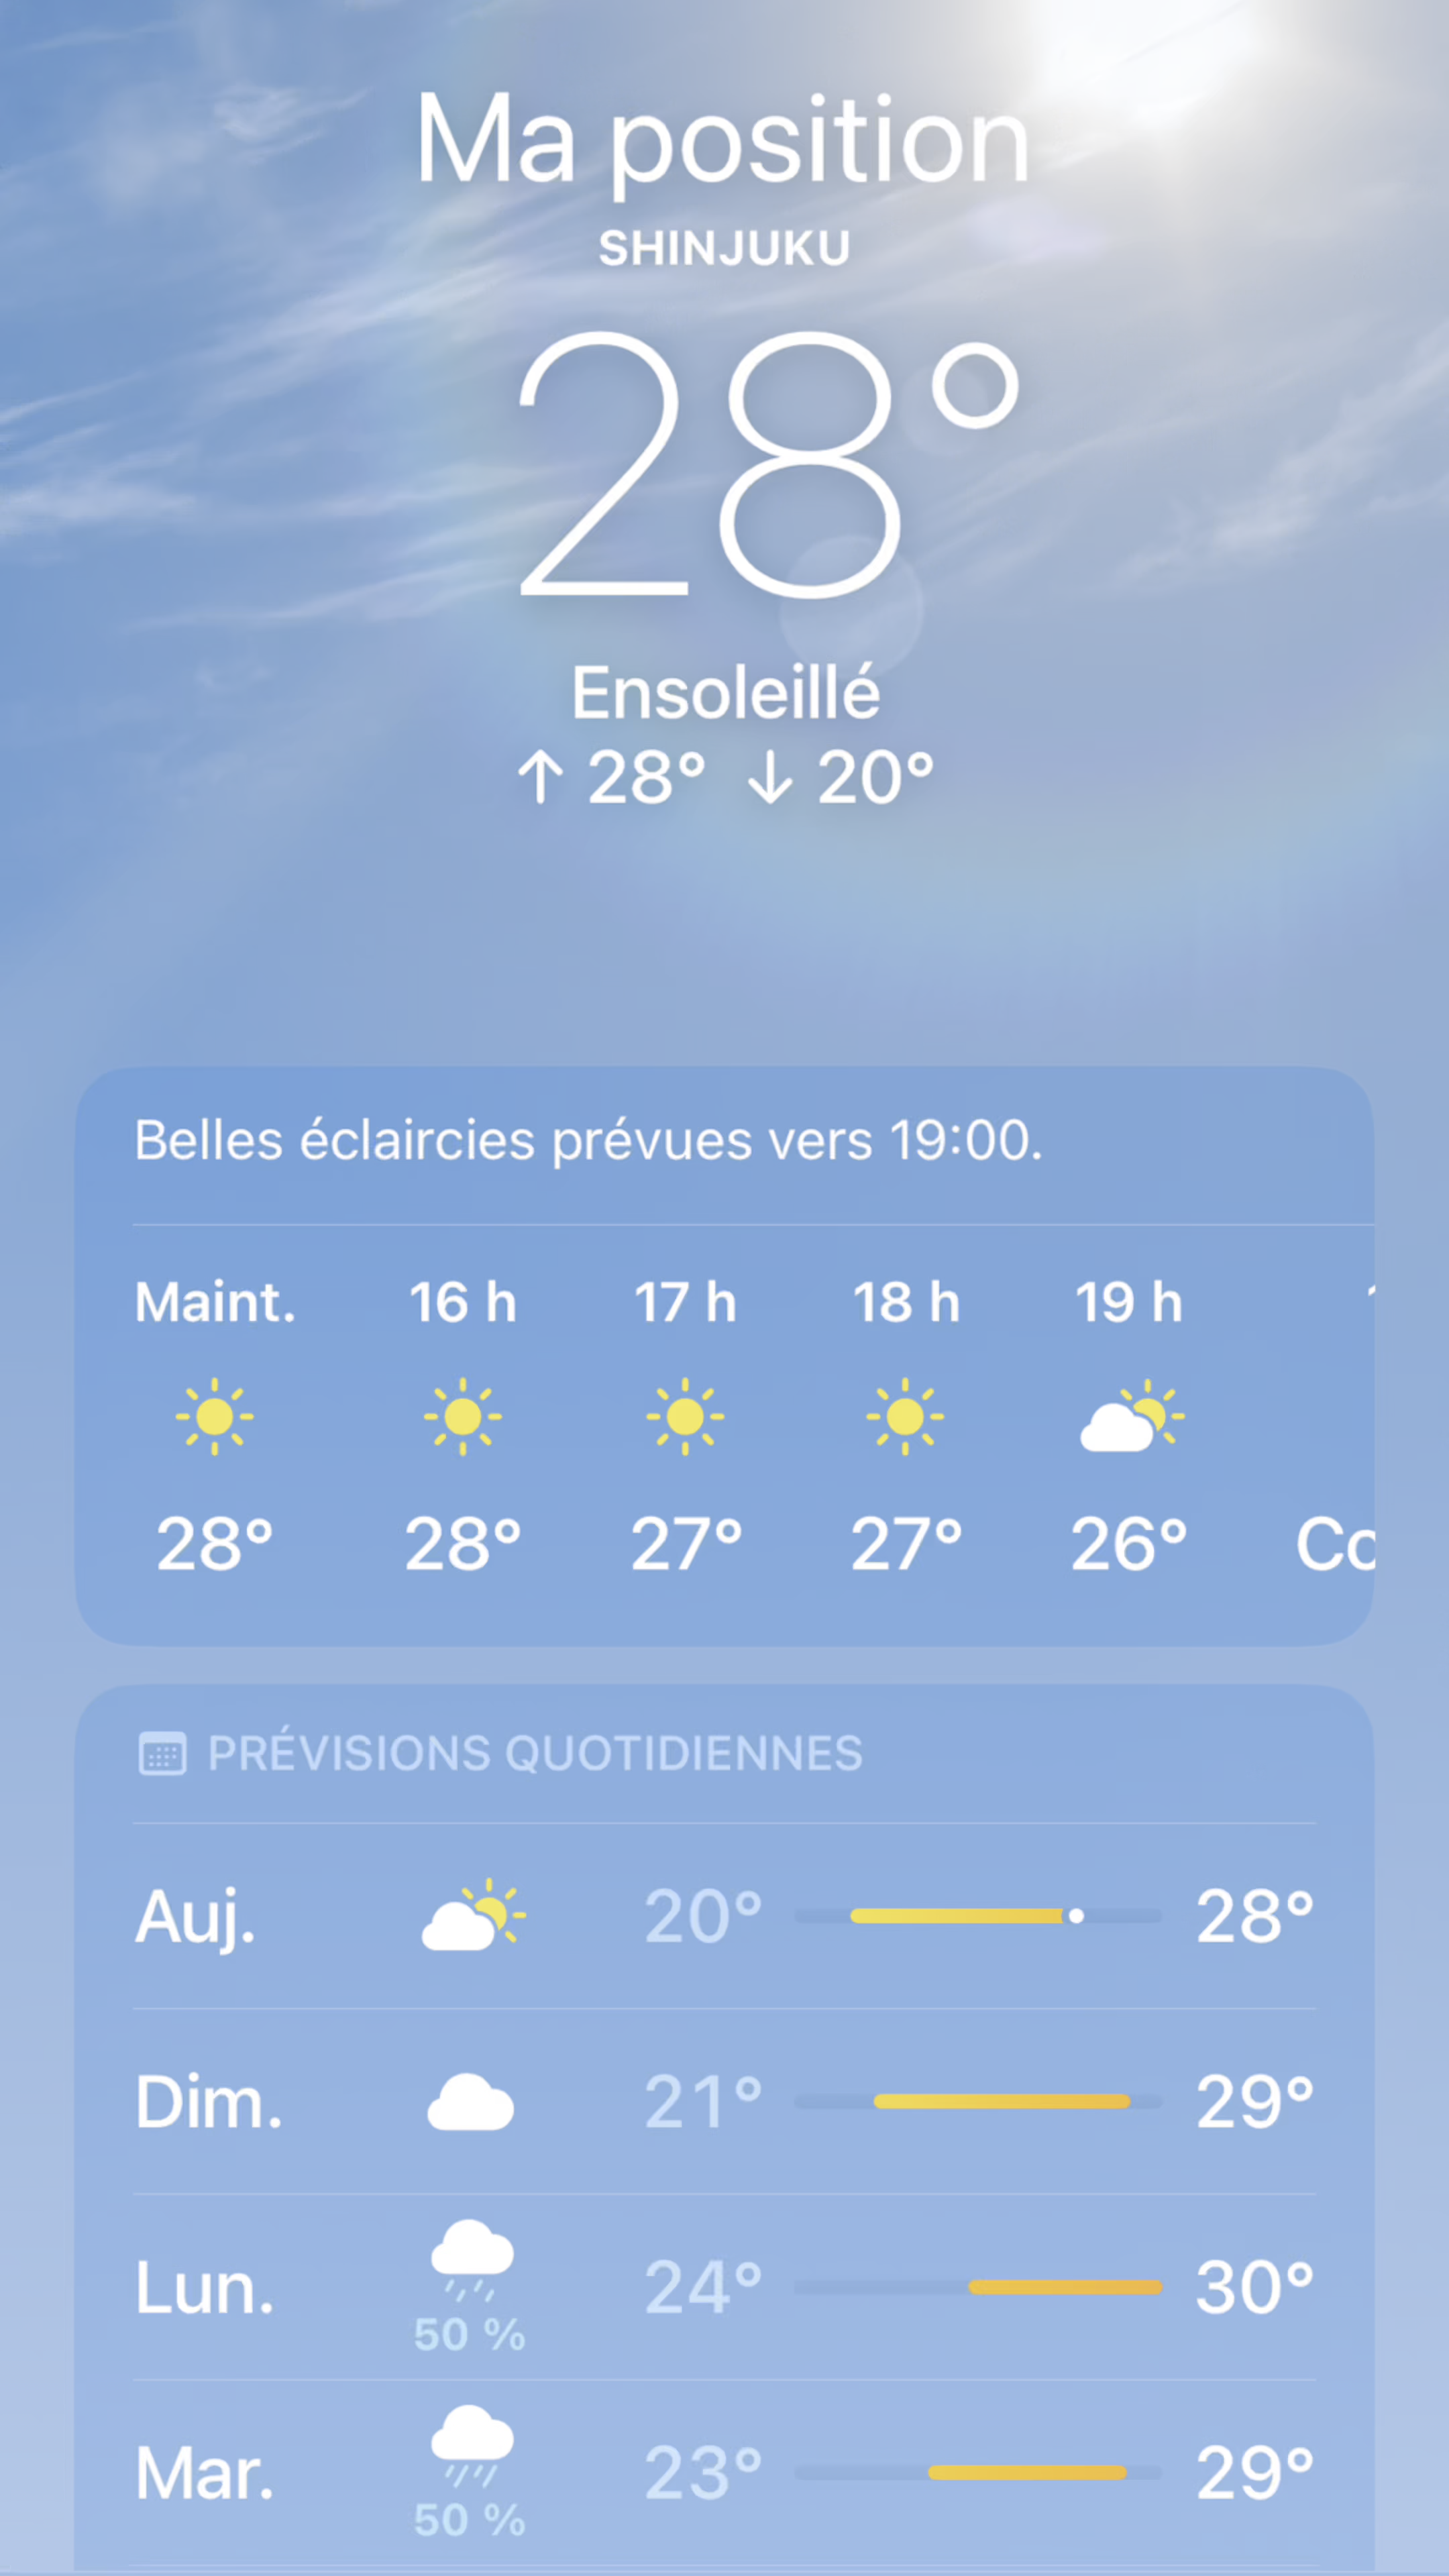 Ma position
SHINJUKU
28°
Ensoleillé
↑ 28° ↓ 20°
Belles éclaircies prévues vers 19:00.
Maint. 16 h 17 h 18 h 19 h
28° 28° 27° 27° 26°
PRÉVISIONS QUOTIDIENNES
Auj. 20° 28°
Dim. 21° 29°
Lun. 50 % 24° 30°
Mar. 50 % 23° 29°